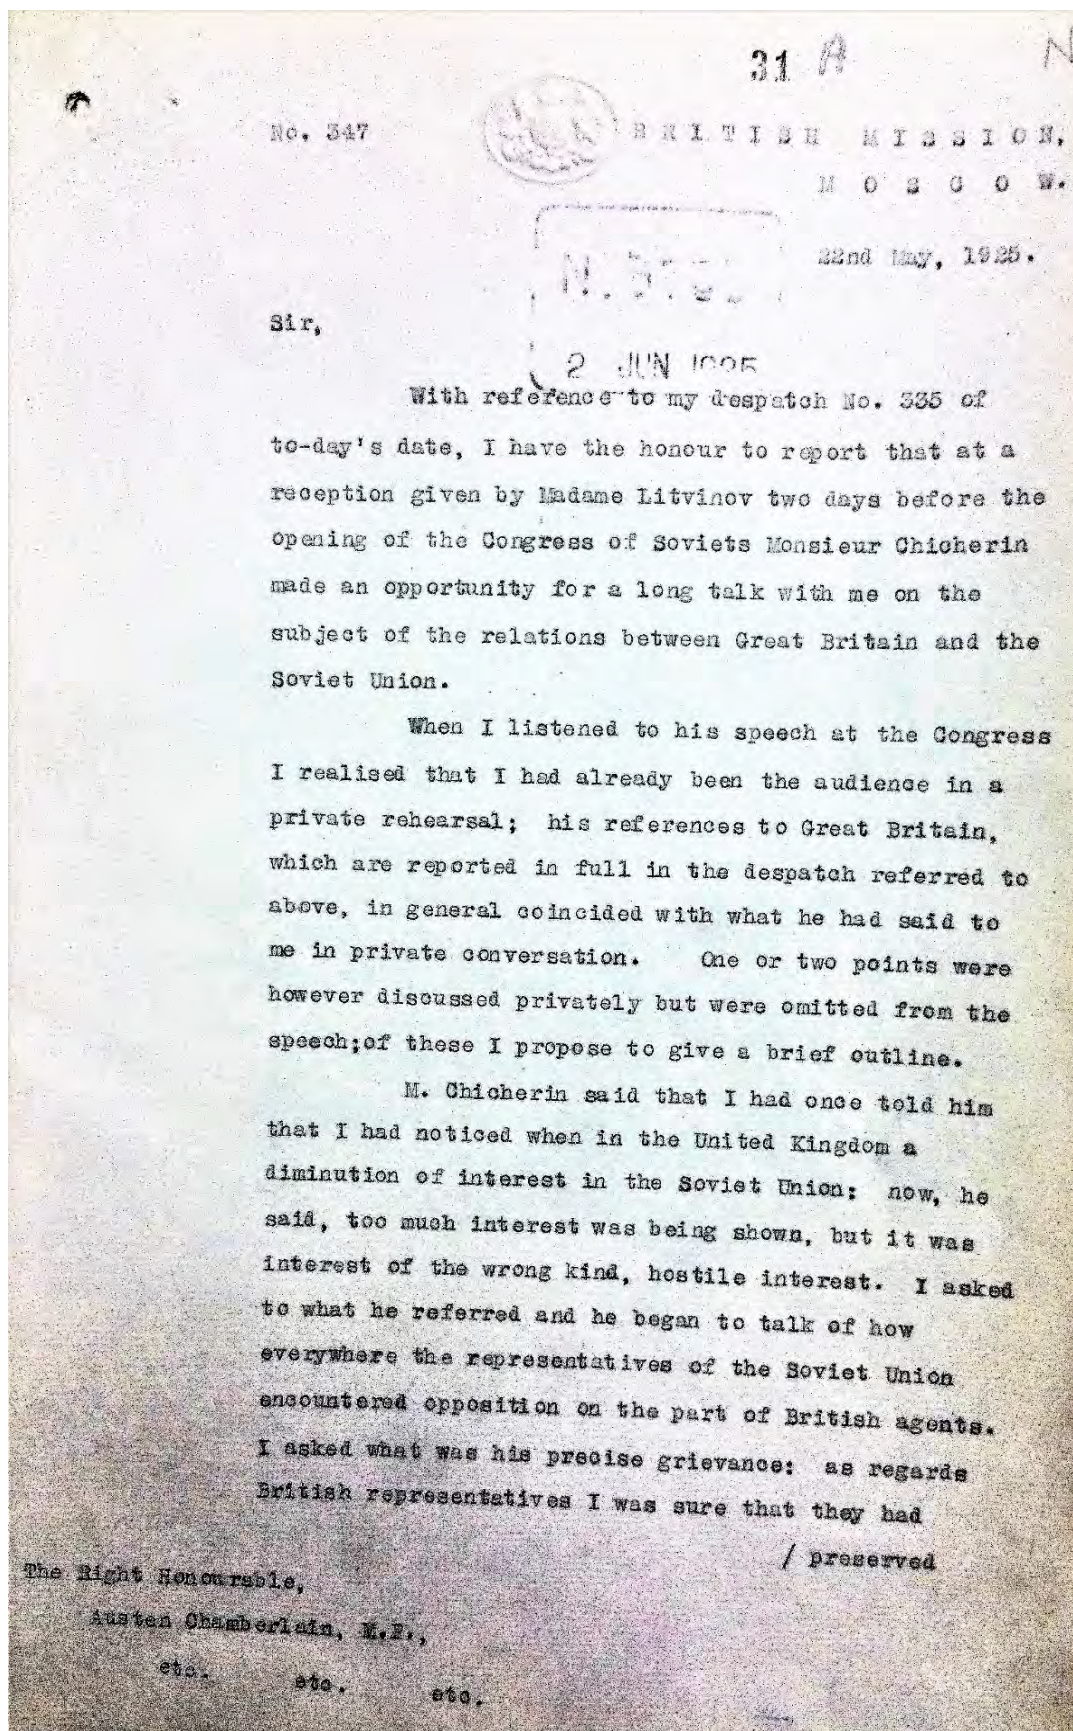 31 A N
No. 347
BRITISH MISSION,
MOSCOW.
22nd May, 1925.
Sir,
2 JUN 1925
With reference to my despatch No. 335 of
to-day's date, I have the honour to report that at a
reception given by Madame Litvinov two days before the
opening of the Congress of Soviets Monsieur Chicherin
made an opportunity for a long talk with me on the
subject of the relations between Great Britain and the
Soviet Union.
When I listened to his speech at the Congress
I realised that I had already been the audience in a
private rehearsal; his references to Great Britain,
which are reported in full in the despatch referred to
above, in general coincided with what he had said to
me in private conversation. One or two points were
however discussed privately but were omitted from the
speech;of these I propose to give a brief outline.
M. Chicherin said that I had once told him
that I had noticed when in the United Kingdom a
diminution of interest in the Soviet Union: now, he
said, too much interest was being shown, but it was
interest of the wrong kind, hostile interest. I asked
to what he referred and he began to talk of how
everywhere the representatives of the Soviet Union
encountered opposition on the part of British agents.
I asked what was his precise grievance: as regards
British representatives I was sure that they had
/ preserved
The Right Honourable,
Austen Chamberlain, M.P.,
etc. etc. etc.